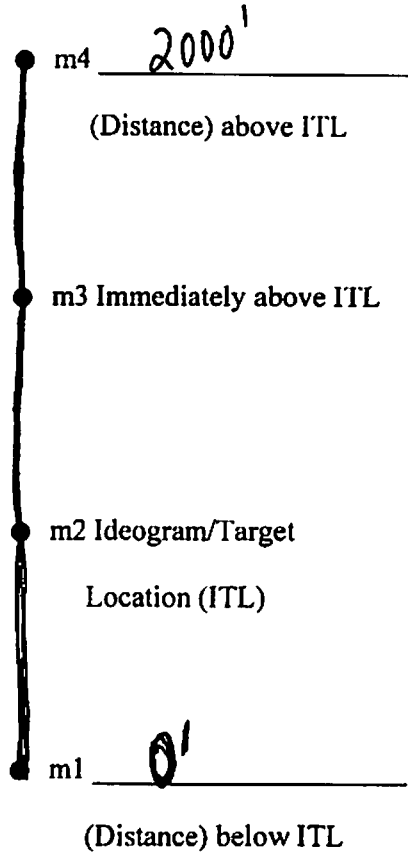 m4 2000'
(Distance) above ITL
m3 Immediately above ITL
m2 Ideogram/Target
Location (ITL)
m1 0'
(Distance) below ITL